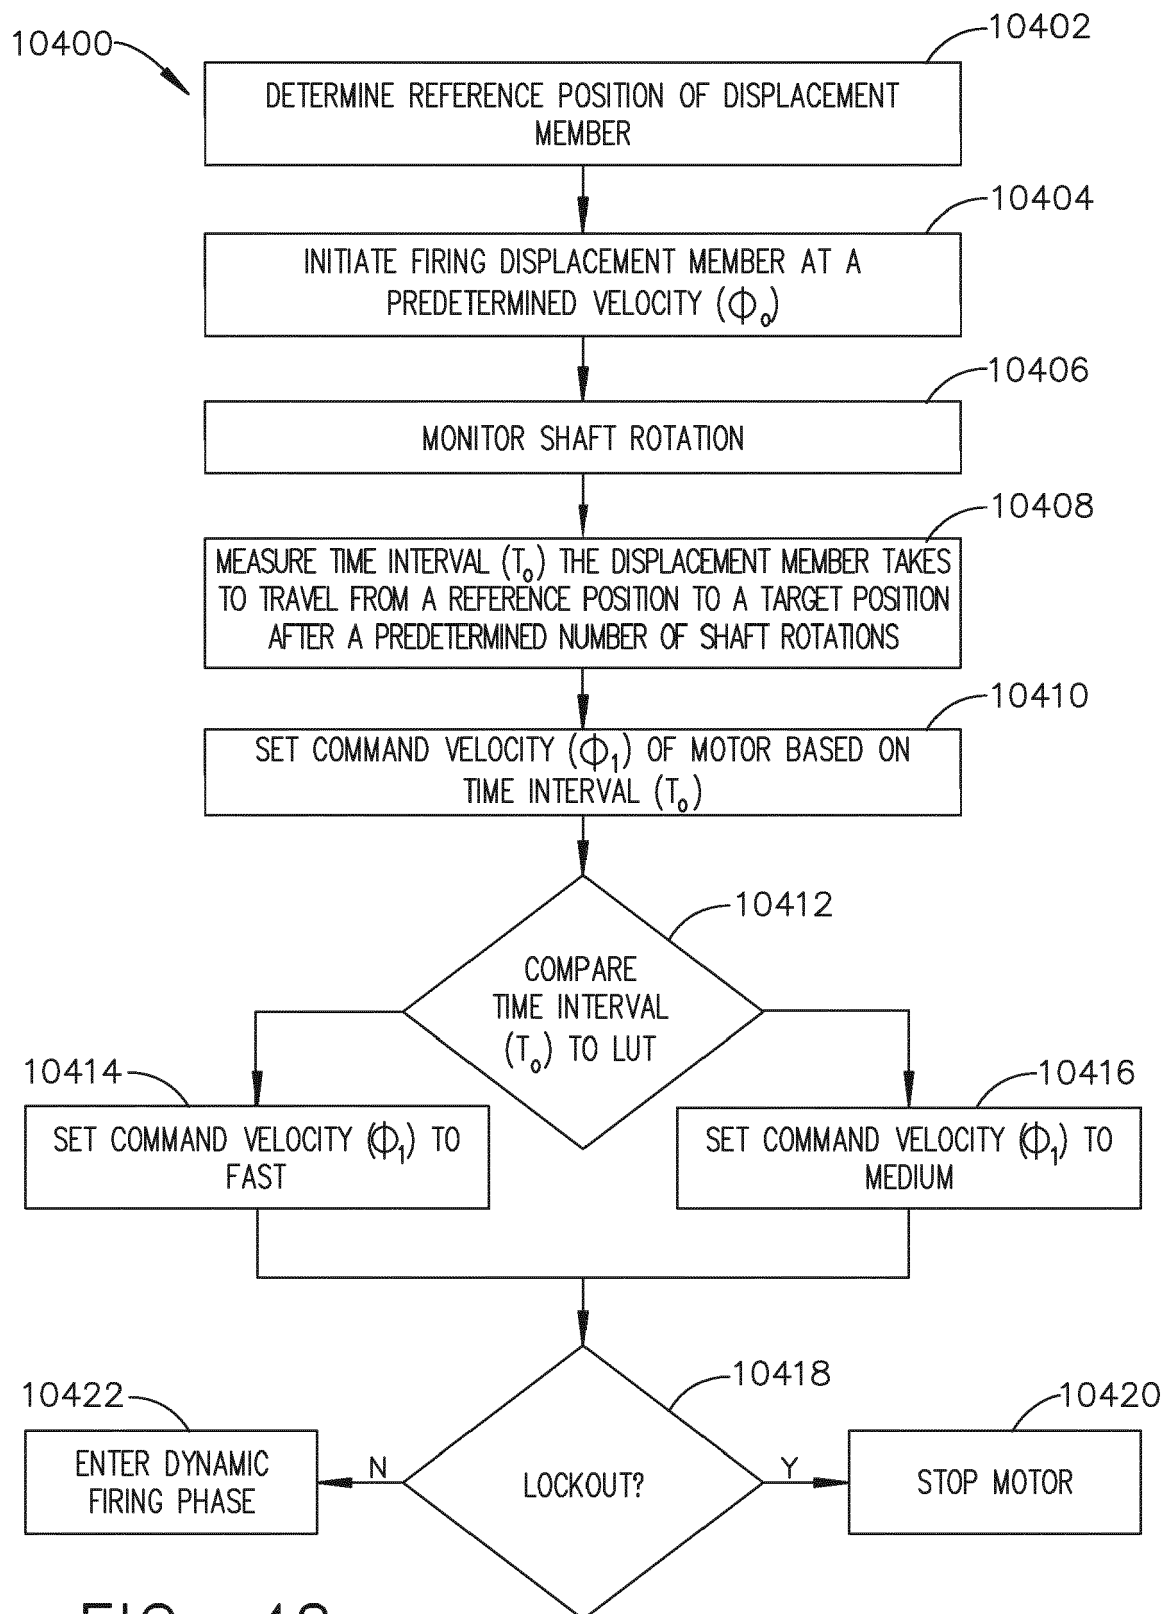 10400
10402
DETERMINE REFERENCE POSITION OF DISPLACEMENT
MEMBER
10404
INITIATE FIRING DISPLACEMENT MEMBER AT A
PREDETERMINED VELOCITY (Φ₀)
10406
MONITOR SHAFT ROTATION
10408
MEASURE TIME INTERVAL (T₀) THE DISPLACEMENT MEMBER TAKES
TO TRAVEL FROM A REFERENCE POSITION TO A TARGET POSITION
AFTER A PREDETERMINED NUMBER OF SHAFT ROTATIONS
10410
SET COMMAND VELOCITY (Φ₁) OF MOTOR BASED ON
TIME INTERVAL (T₀)
10412
COMPARE
TIME INTERVAL
(T₀) TO LUT
10414
SET COMMAND VELOCITY (Φ₁) TO
FAST
10416
SET COMMAND VELOCITY (Φ₁) TO
MEDIUM
10418
LOCKOUT?
N
Y
10422
ENTER DYNAMIC
FIRING PHASE
10420
STOP MOTOR